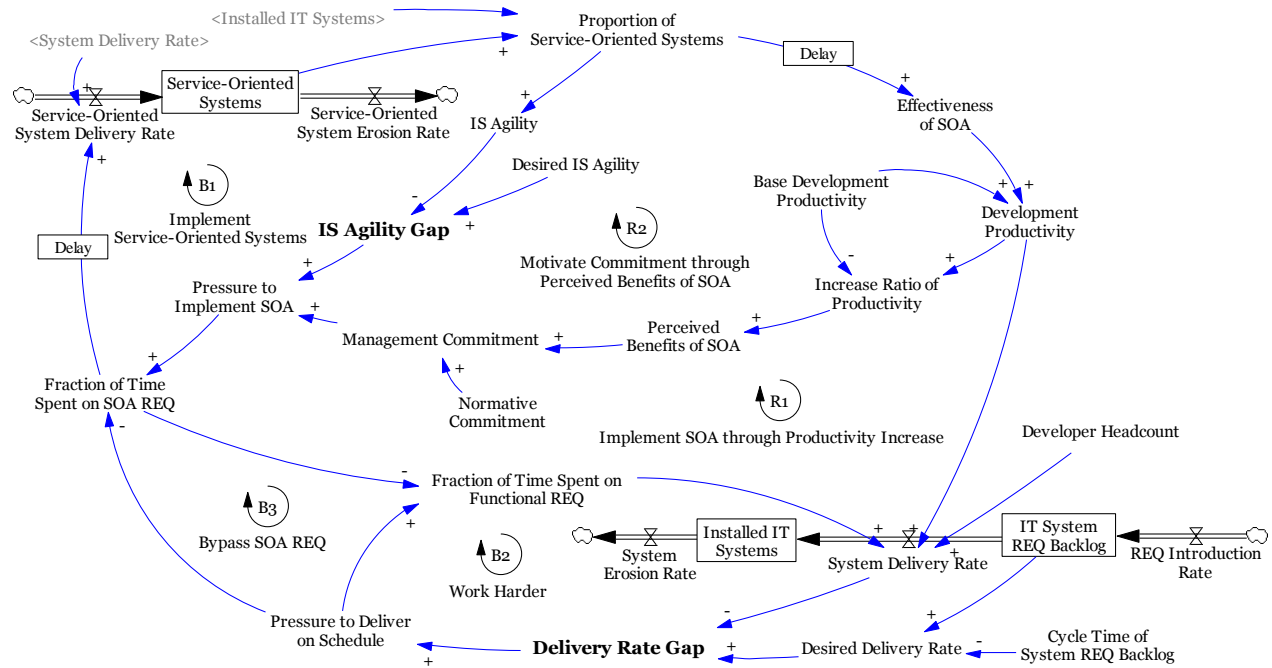 <Installed IT Systems>
Proportion of
Service-Oriented Systems
<System Delivery Rate>
Delay
+
+
+
Service-Oriented
Systems
+
Effectiveness
of SOA
Service-Oriented
System Delivery Rate
Service-Oriented
System Erosion Rate
IS Agility
+
Desired IS Agility
B1
Implement
Service-Oriented Systems
-
+
IS Agility Gap
Base Development
Productivity
+
+
Development
Productivity
R2
Motivate Commitment through
Perceived Benefits of SOA
Delay
+
Pressure to
Implement SOA
+
-
+
Increase Ratio of
Productivity
+
Perceived
Benefits of SOA
+
Management Commitment
+
Fraction of Time
Spent on SOA REQ
+
Normative
Commitment
R1
Implement SOA through Productivity Increase
Developer Headcount
-
-
Fraction of Time Spent on
Functional REQ
+
B3
Bypass SOA REQ
B2
Work Harder
System
Erosion Rate
Installed IT
Systems
+
+
+
System Delivery Rate
IT System
REQ Backlog
REQ Introduction
Rate
Pressure to Deliver
on Schedule
+
Delivery Rate Gap
-
+
+
Desired Delivery Rate
-
Cycle Time of
System REQ Backlog